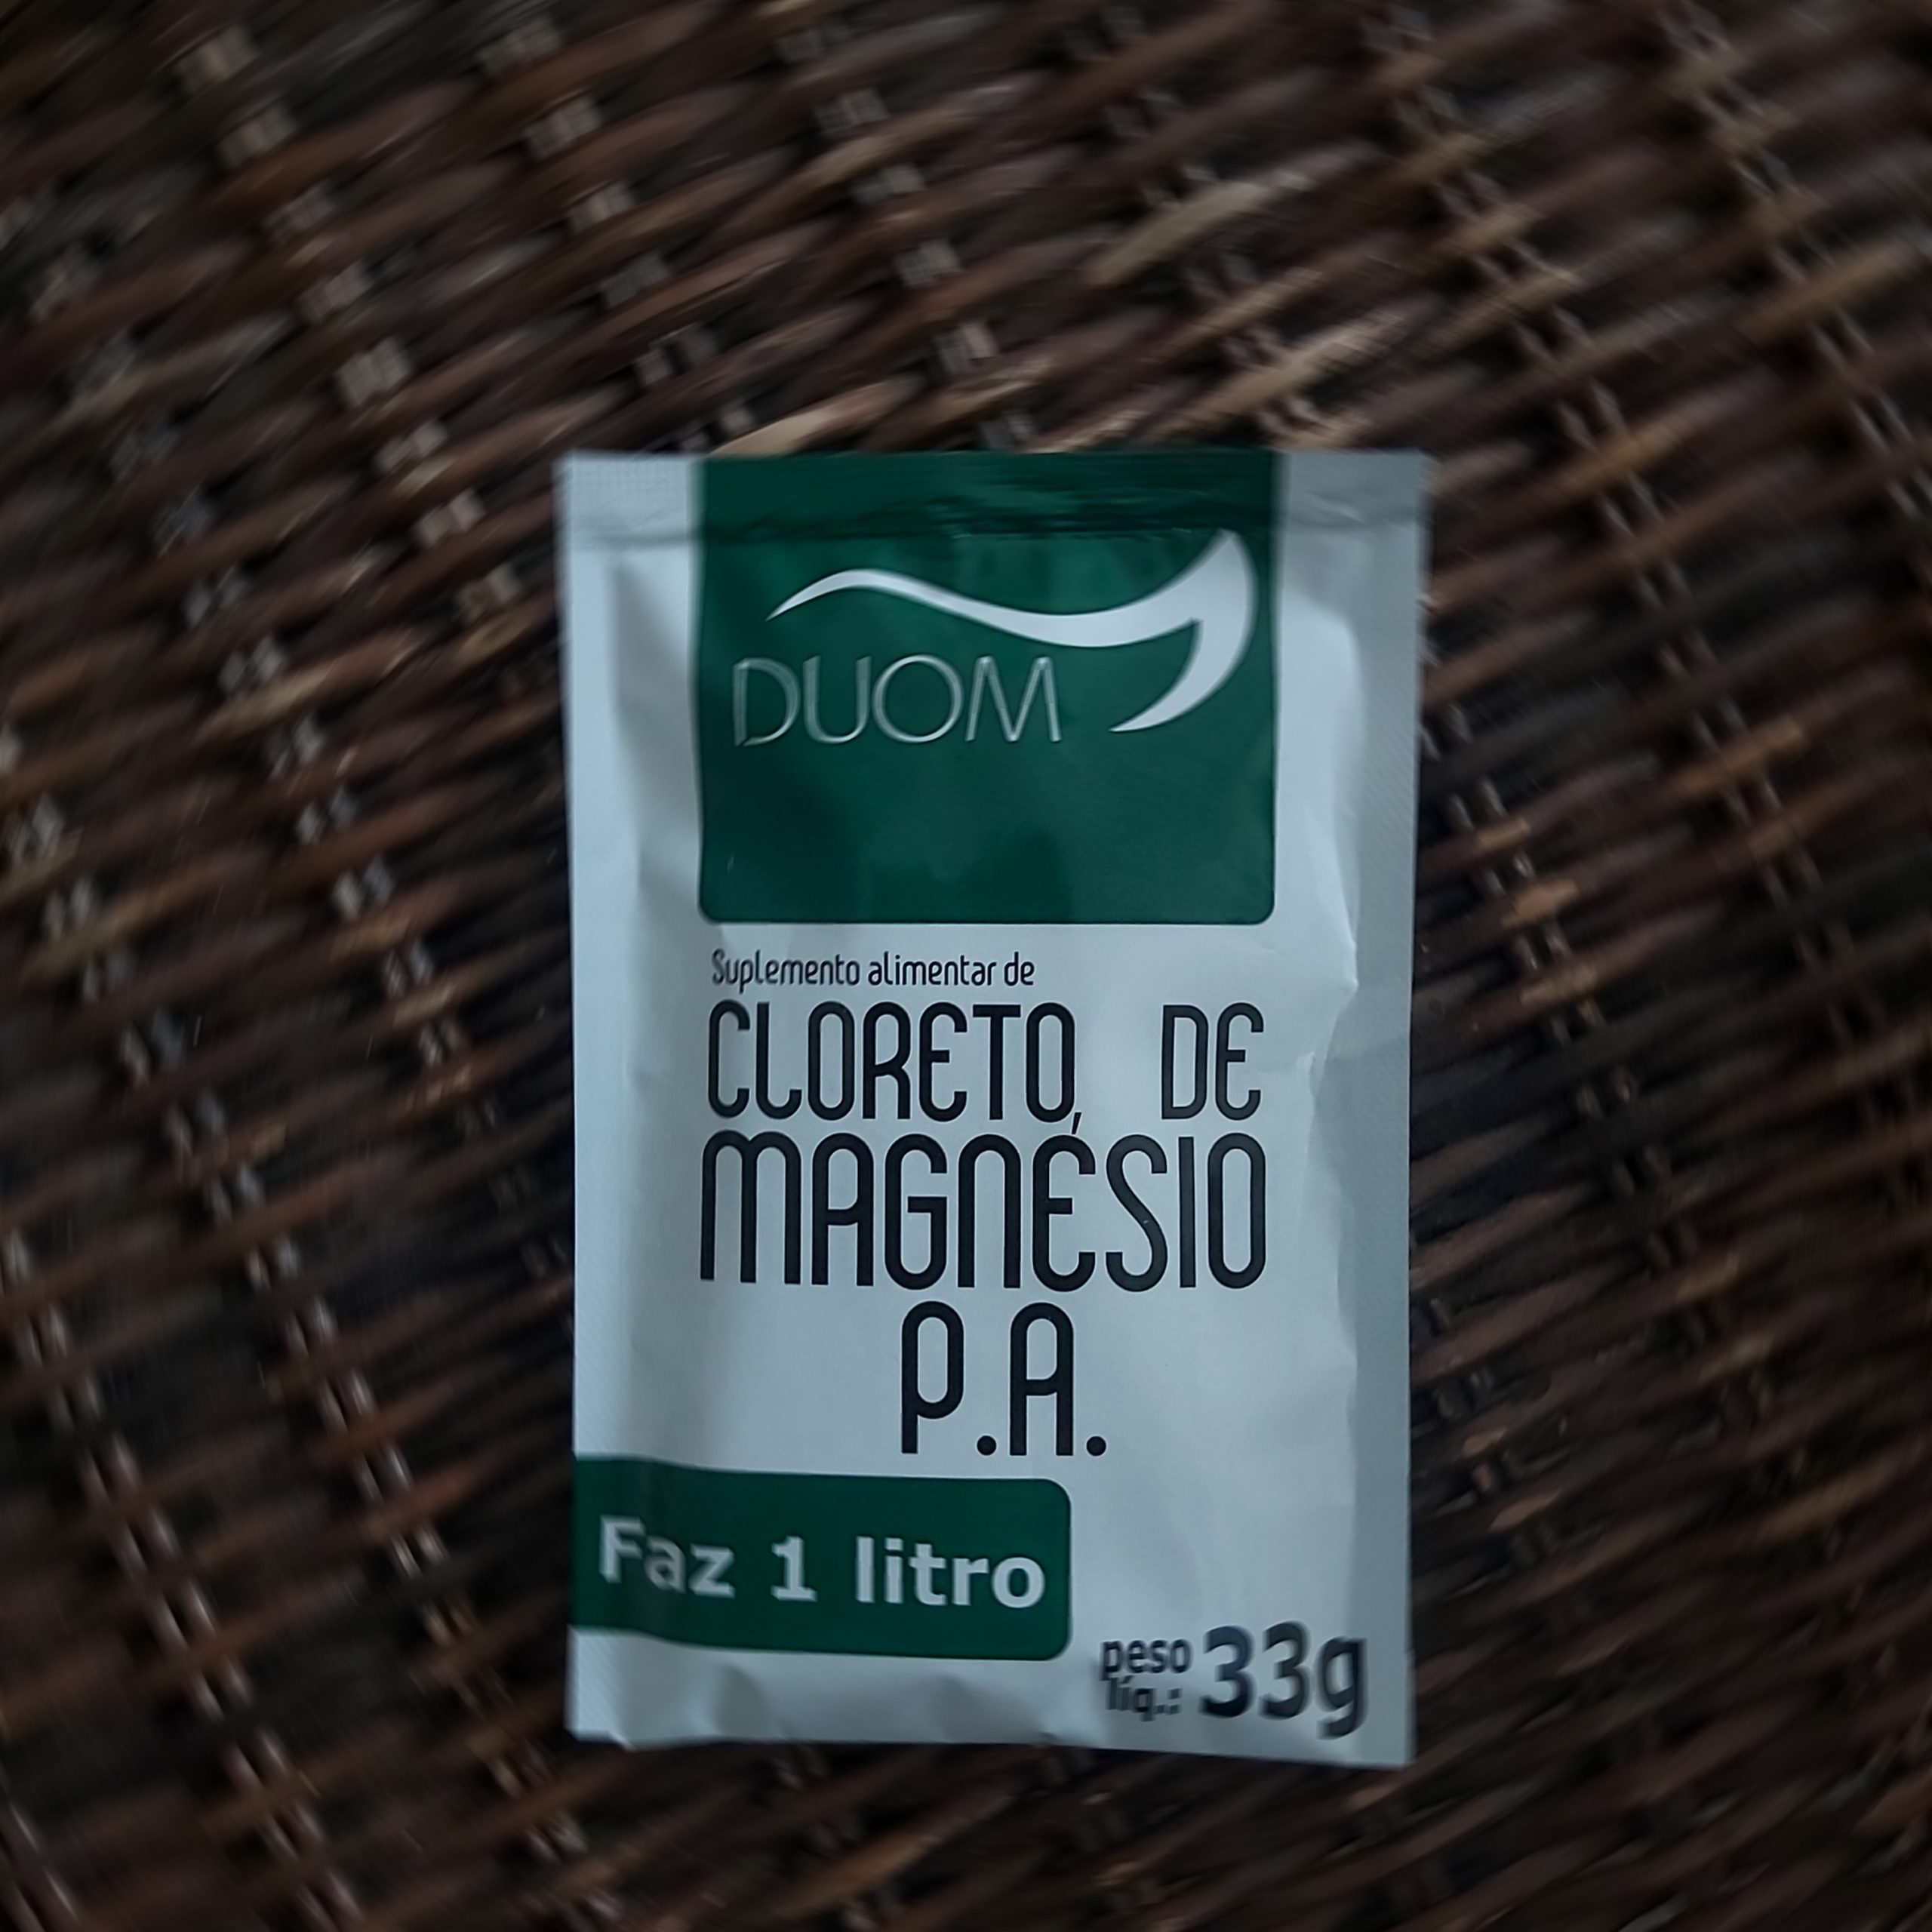 DUOM
Suplemento alimentar de
CLORETO DE
MAGNÉSIO
P.A.
Faz 1 litro
peso
líq.: 33g